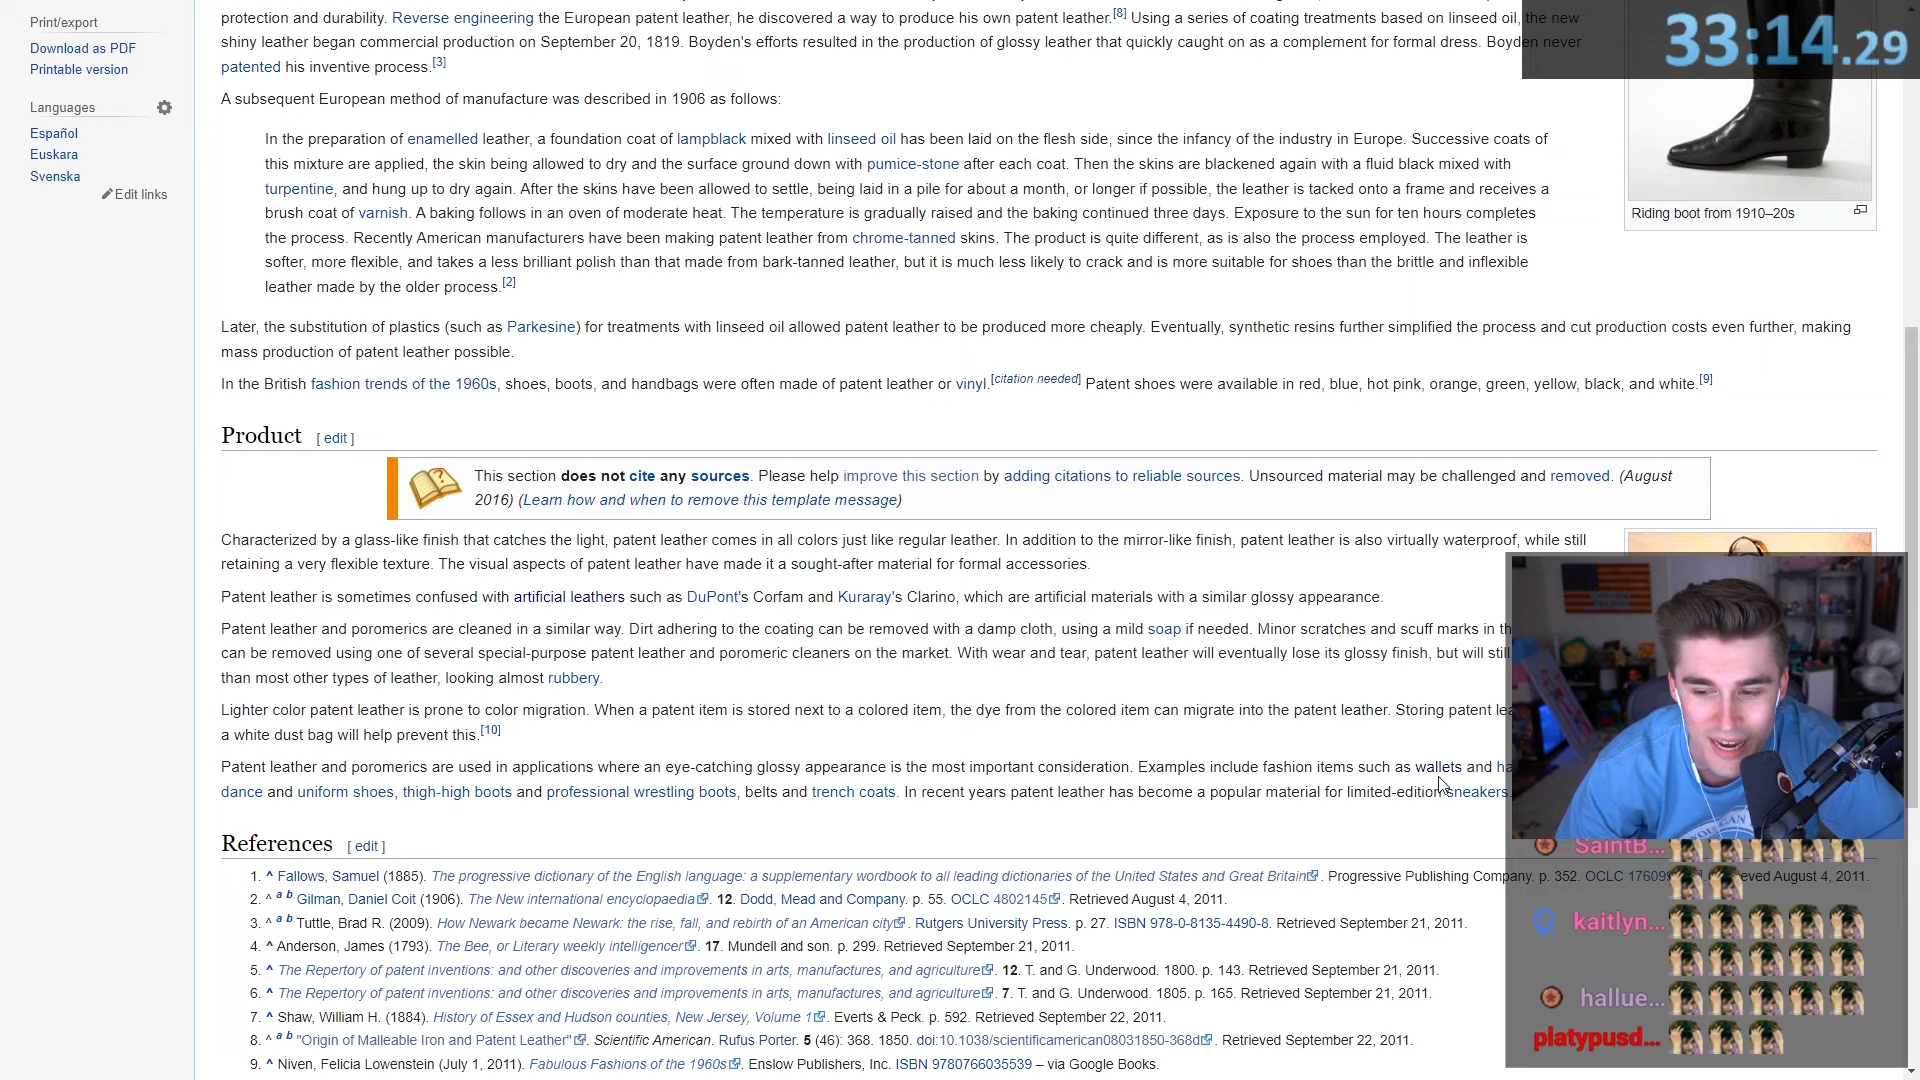 Print/export
Download as PDF
Printable version
Languages
Español
Euskara
Svenska
Edit links
protection and durability. Reverse engineering the European patent leather, he discovered a way to produce his own patent leather.[8] Using a series of coating treatments based on linseed oil, the new
shiny leather began commercial production on September 20, 1819. Boyden's efforts resulted in the production of glossy leather that quickly caught on as a complement for formal dress. Boyden never
patented his inventive process.[3]
33:14.29
A subsequent European method of manufacture was described in 1906 as follows:
In the preparation of enamelled leather, a foundation coat of lampblack mixed with linseed oil has been laid on the flesh side, since the infancy of the industry in Europe. Successive coats of
this mixture are applied, the skin being allowed to dry and the surface ground down with pumice-stone after each coat. Then the skins are blackened again with a fluid black mixed with
turpentine, and hung up to dry again. After the skins have been allowed to settle, being laid in a pile for about a month, or longer if possible, the leather is tacked onto a frame and receives a
brush coat of varnish. A baking follows in an oven of moderate heat. The temperature is gradually raised and the baking continued three days. Exposure to the sun for ten hours completes
the process. Recently American manufacturers have been making patent leather from chrome-tanned skins. The product is quite different, as is also the process employed. The leather is
softer, more flexible, and takes a less brilliant polish than that made from bark-tanned leather, but it is much less likely to crack and is more suitable for shoes than the brittle and inflexible
leather made by the older process.[2]
Riding boot from 1910–20s
Later, the substitution of plastics (such as Parkesine) for treatments with linseed oil allowed patent leather to be produced more cheaply. Eventually, synthetic resins further simplified the process and cut production costs even further, making
mass production of patent leather possible.
In the British fashion trends of the 1960s, shoes, boots, and handbags were often made of patent leather or vinyl.[citation needed] Patent shoes were available in red, blue, hot pink, orange, green, yellow, black, and white.[9]
Product [ edit ]
This section does not cite any sources. Please help improve this section by adding citations to reliable sources. Unsourced material may be challenged and removed. (August
2016) (Learn how and when to remove this template message)
Characterized by a glass-like finish that catches the light, patent leather comes in all colors just like regular leather. In addition to the mirror-like finish, patent leather is also virtually waterproof, while still
retaining a very flexible texture. The visual aspects of patent leather have made it a sought-after material for formal accessories.
Patent leather is sometimes confused with artificial leathers such as DuPont's Corfam and Kuraray's Clarino, which are artificial materials with a similar glossy appearance.
Patent leather and poromerics are cleaned in a similar way. Dirt adhering to the coating can be removed with a damp cloth, using a mild soap if needed. Minor scratches and scuff marks in th
can be removed using one of several special-purpose patent leather and poromeric cleaners on the market. With wear and tear, patent leather will eventually lose its glossy finish, but will still
than most other types of leather, looking almost rubbery.
Lighter color patent leather is prone to color migration. When a patent item is stored next to a colored item, the dye from the colored item can migrate into the patent leather. Storing patent lea
a white dust bag will help prevent this.[10]
Patent leather and poromerics are used in applications where an eye-catching glossy appearance is the most important consideration. Examples include fashion items such as wallets and ha
dance and uniform shoes, thigh-high boots and professional wrestling boots, belts and trench coats. In recent years patent leather has become a popular material for limited-edition sneakers.
References [ edit ]
1. ^ Fallows, Samuel (1885). The progressive dictionary of the English language: a supplementary wordbook to all leading dictionaries of the United States and Great Britain. Progressive Publishing Company. p. 352. OCLC 17609 eved August 4, 2011.
2. ^ a b Gilman, Daniel Coit (1906). The New international encyclopaedia. 12. Dodd, Mead and Company. p. 55. OCLC 4802145. Retrieved August 4, 2011.
3. ^ a b Tuttle, Brad R. (2009). How Newark became Newark: the rise, fall, and rebirth of an American city. Rutgers University Press. p. 27. ISBN 978-0-8135-4490-8. Retrieved September 21, 2011.
4. ^ Anderson, James (1793). The Bee, or Literary weekly intelligencer. 17. Mundell and son. p. 299. Retrieved September 21, 2011.
5. ^ The Repertory of patent inventions: and other discoveries and improvements in arts, manufactures, and agriculture. 12. T. and G. Underwood. 1800. p. 143. Retrieved September 21, 2011.
6. ^ The Repertory of patent inventions: and other discoveries and improvements in arts, manufactures, and agriculture. 7. T. and G. Underwood. 1805. p. 165. Retrieved September 21, 2011.
7. ^ Shaw, William H. (1884). History of Essex and Hudson counties, New Jersey, Volume 1. Everts & Peck. p. 592. Retrieved September 22, 2011.
8. ^ a b "Origin of Malleable Iron and Patent Leather". Scientific American. Rufus Porter. 5 (46): 368. 1850. doi:10.1038/scientificamerican08031850-368d. Retrieved September 22, 2011.
9. ^ Niven, Felicia Lowenstein (July 1, 2011). Fabulous Fashions of the 1960s. Enslow Publishers, Inc. ISBN 9780766035539 – via Google Books.
SaintB...
kaitlyn...
hallue...
platypusd...